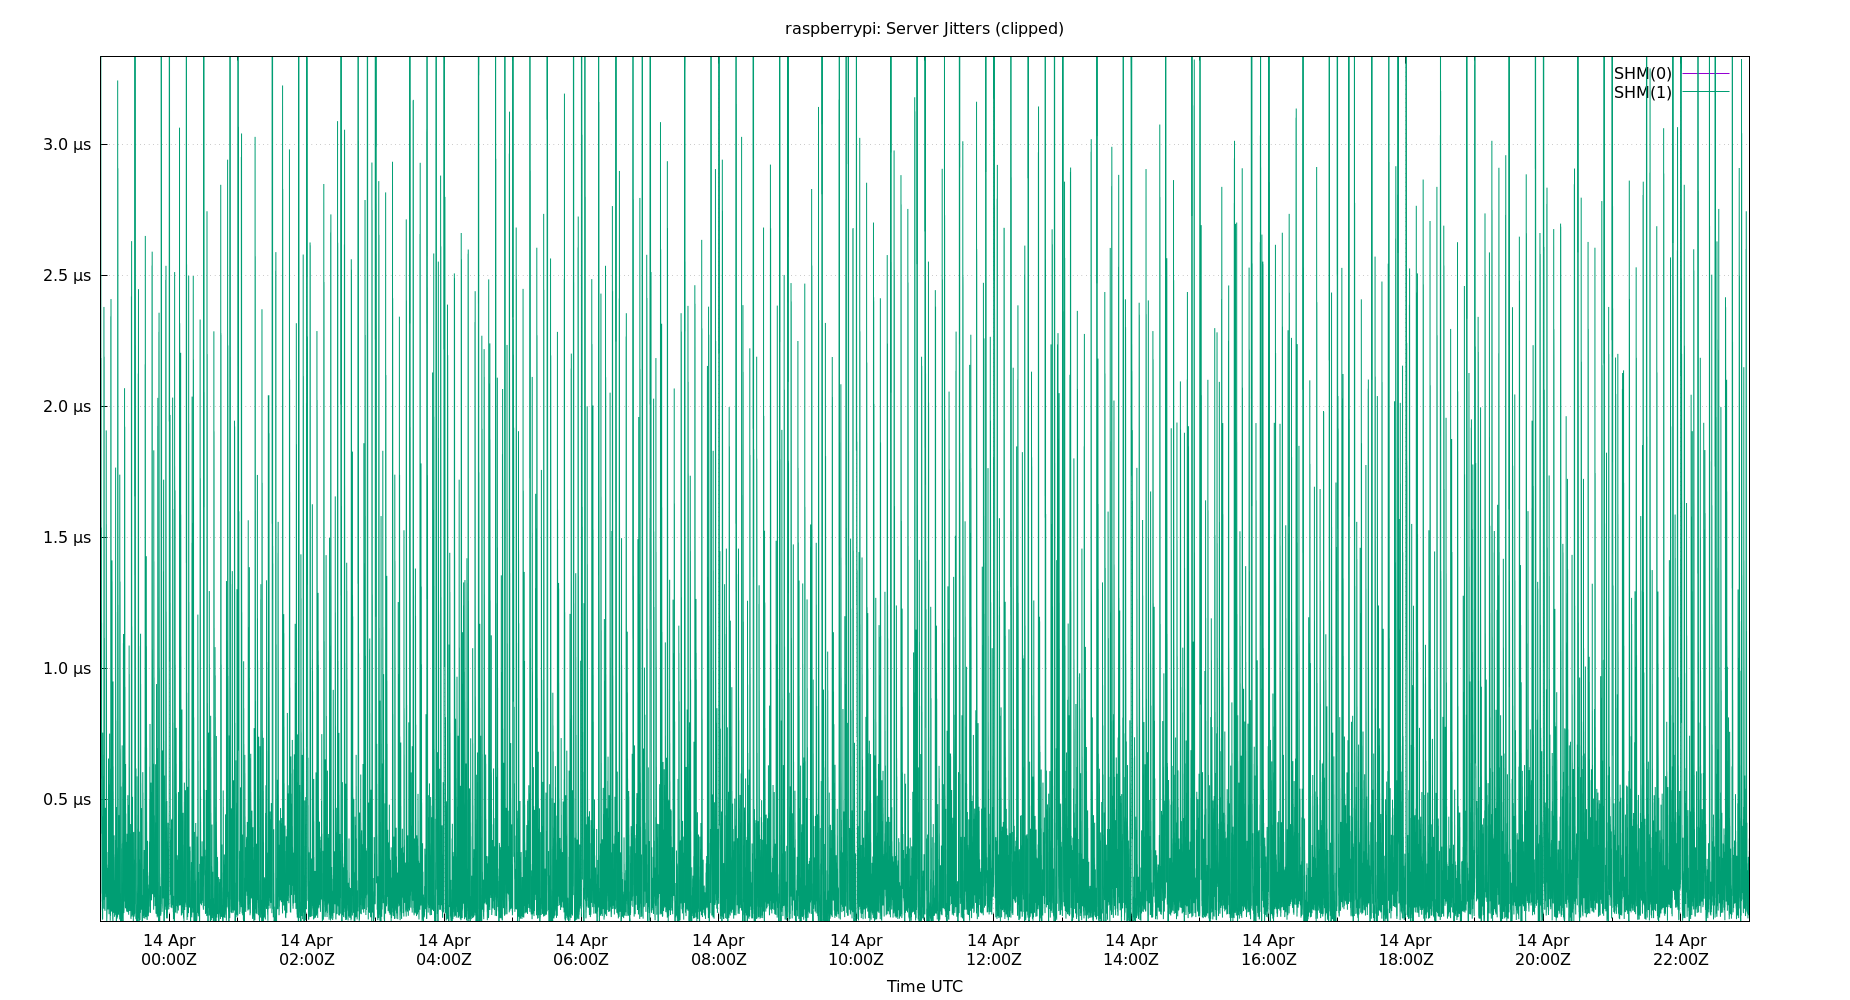 raspberrypi: Server Jitters (clipped)
SHM(0)
SHM(1)
3.0 µs
2.5 µs
2.0 µs
1.5 µs
1.0 µs
0.5 µs
14 Apr 14 Apr 14 Apr 14 Apr 14 Apr 14 Apr 14 Apr 14 Apr 14 Apr 14 Apr 14 Apr 14 Apr
00:00Z 02:00Z 04:00Z 06:00Z 08:00Z 10:00Z 12:00Z 14:00Z 16:00Z 18:00Z 20:00Z 22:00Z
Time UTC